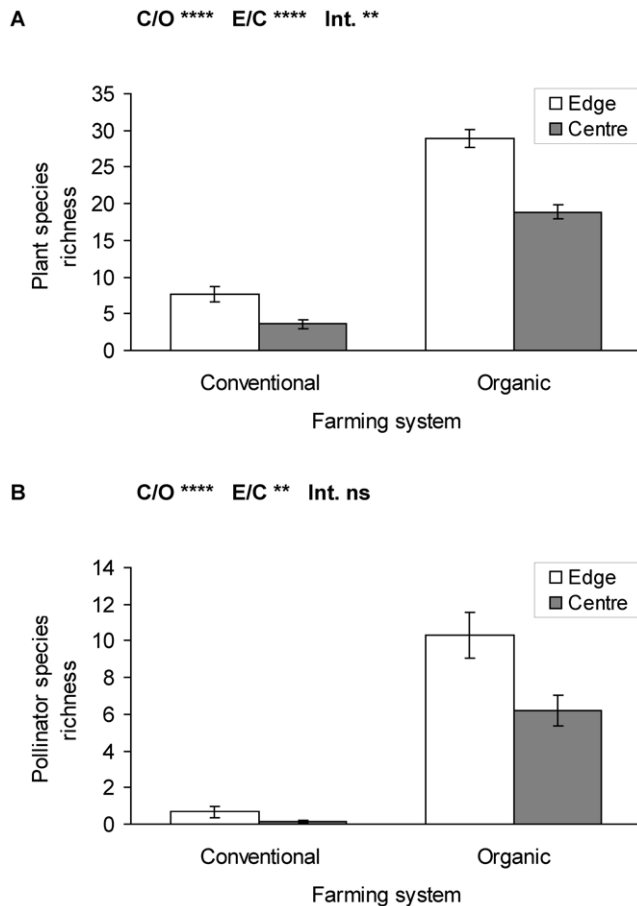 A C/O **** E/C **** Int. **
Edge
Centre
35
30
25
20
15
10
5
0
Plant species
richness
Conventional Organic
Farming system
B C/O **** E/C ** Int. ns
Edge
Centre
14
12
10
8
6
4
2
0
Pollinator species
richness
Conventional Organic
Farming system